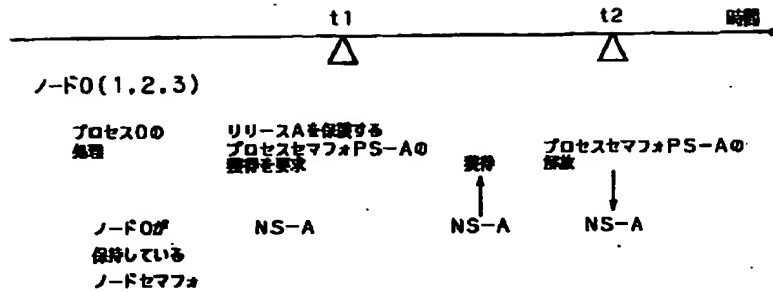 t1 t2 時間
ノード0(1,2,3)
プロセス0の
処理
リリースAを保護する
プロセスセマフォPS-Aの
獲得を要求
獲得
プロセスセマフォPS-Aの
解放
ノード0が
保持している
ノードセマフォ
NS-A NS-A NS-A